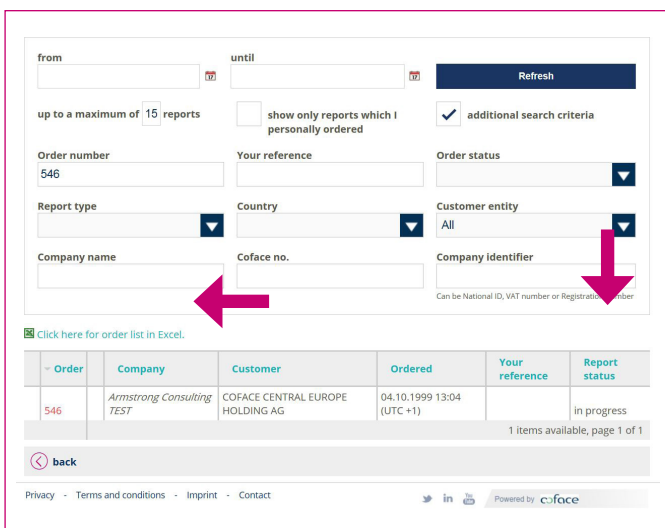 from until
17 17 Refresh
up to a maximum of 15 reports show only reports which I personally ordered additional search criteria
Order number Your reference Order status
546
Report type Country Customer entity
All
Company name Coface no. Company identifier
Can be National ID, VAT number or Registration
Click here for order list in Excel.
Order Company Customer Ordered Your reference Report status
546 Armstrong Consulting TEST COFACE CENTRAL EUROPE HOLDING AG 04.10.1999 13:04 (UTC +1) in progress
1 items available, page 1 of 1
back
Privacy - Terms and conditions - Imprint - Contact in You Tube Powered by coface